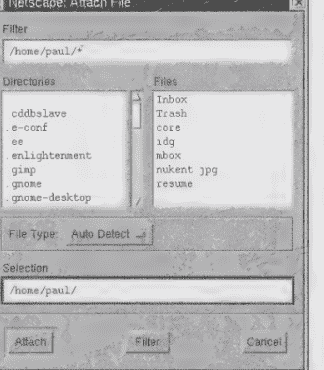 Netscape: Attach File
Filter
/home/paul/*
Directories
Files
cddbslave
.e-conf
.ee
.enlightenment
.gimp
.gnome
.gnome-desktop
Inbox
Trash
core
idg
mbox
nukent jpg
resume
File Type: Auto Detect
Selection
/home/paul/
Attach
Filter
Cancel